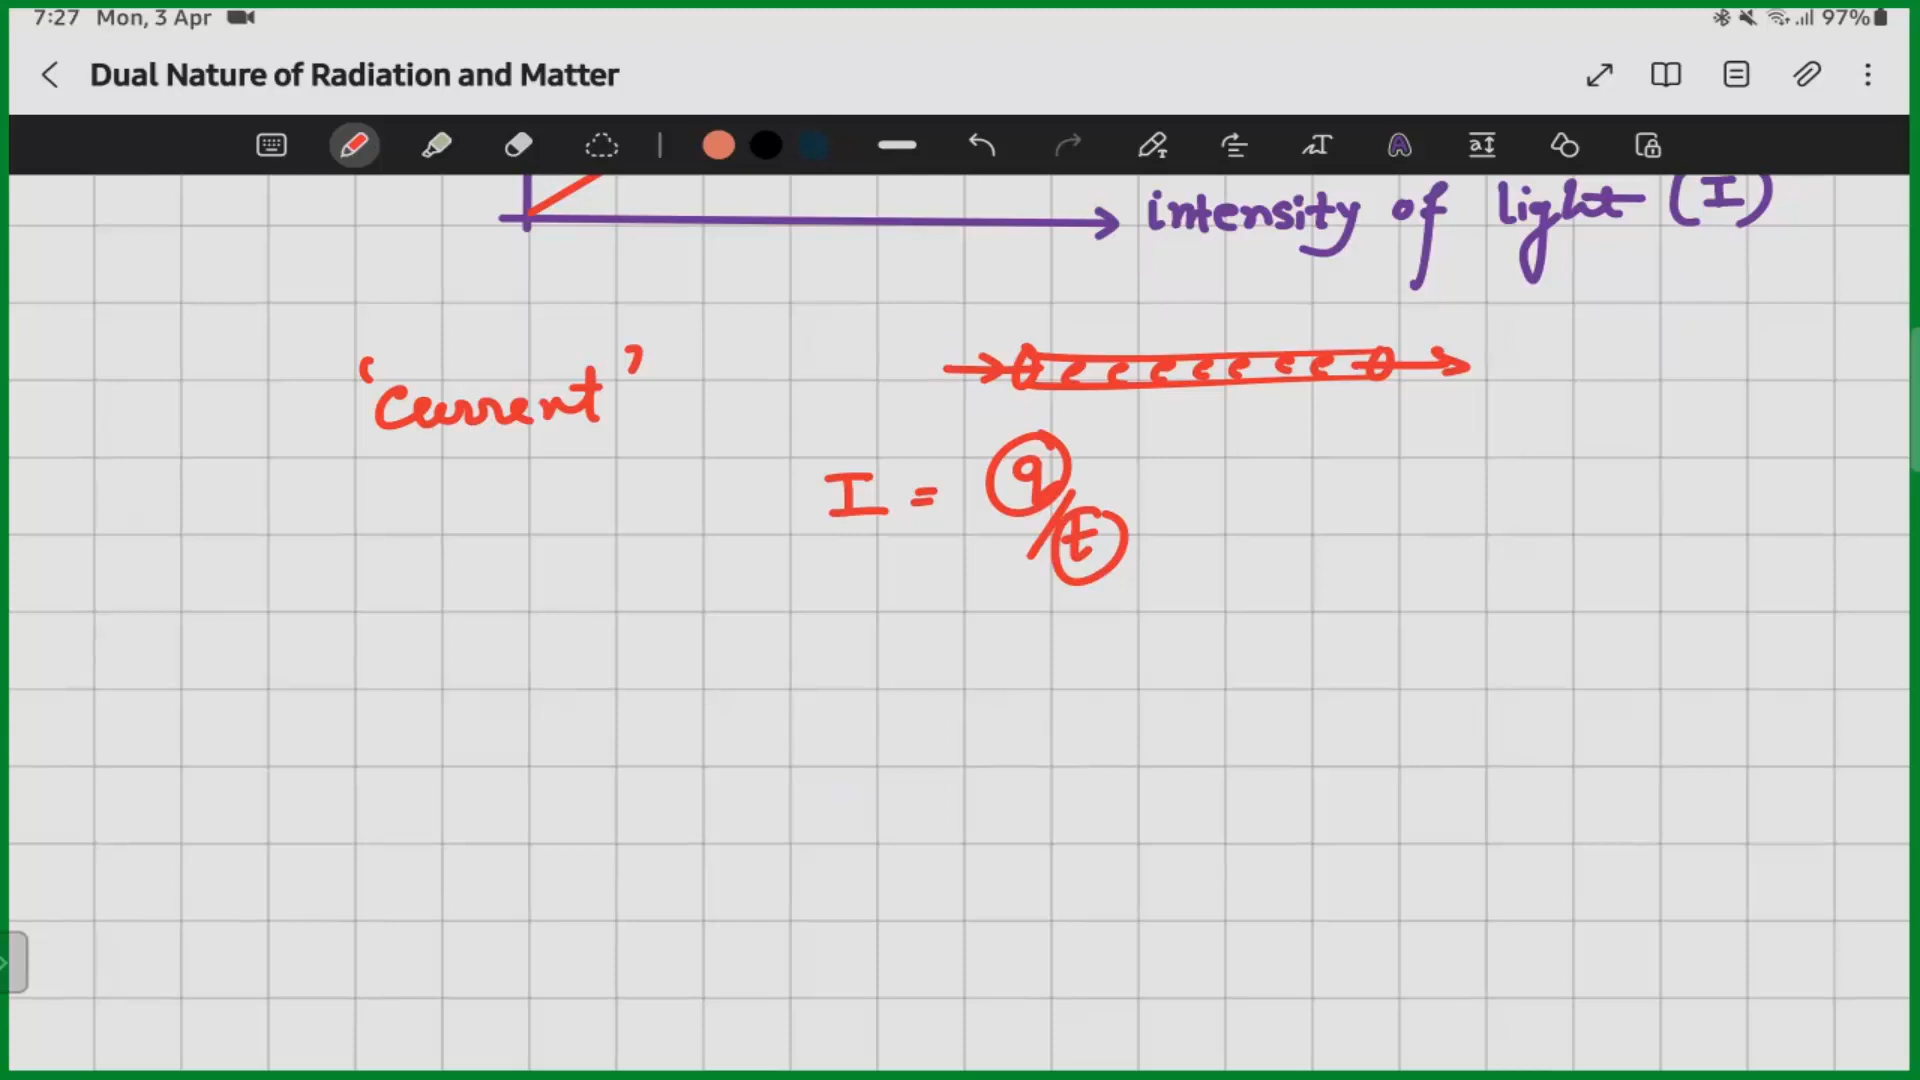 7:27 Mon, 3 Apr 97%
Dual Nature of Radiation and Matter
intensity of light (I)
'Current'
e e e e e e e
I = q/t